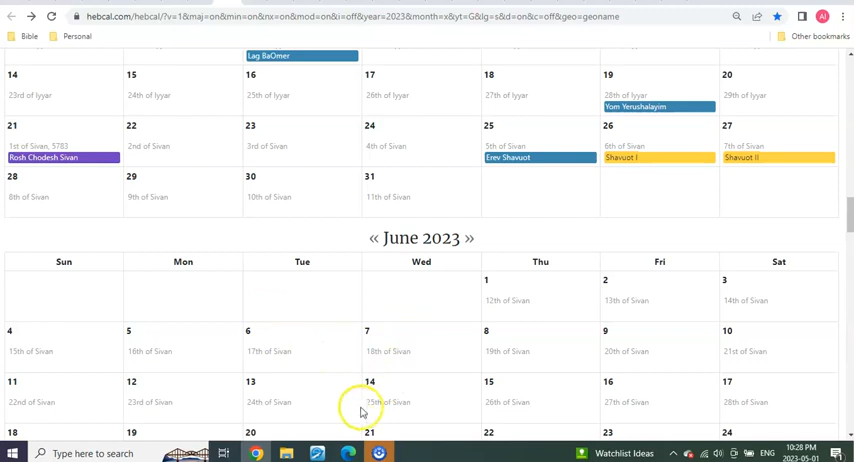 hebcal.com/hebcal?v=1&maj=on&min=on&nx=on&mod=on&i=off&year=2023&month=x&yt=G&lg=s&d=on&c=off&geo=geoname
AI
Bible
Personal
Other bookmarks
Lag BaOmer
14 15 16 17 18 19 20
23rd of Iyyar 24th of Iyyar 25th of Iyyar 26th of Iyyar 27th of Iyyar 28th of Iyyar 29th of Iyyar
Yom Yerushalayim
21 22 23 24 25 26 27
1st of Sivan, 5783 2nd of Sivan 3rd of Sivan 4th of Sivan 5th of Sivan 6th of Sivan 7th of Sivan
Rosh Chodesh Sivan Erev Shavuot Shavuot I Shavuot II
28 29 30 31
8th of Sivan 9th of Sivan 10th of Sivan 11th of Sivan
« June 2023 »
Sun Mon Tue Wed Thu Fri Sat
1 2 3
12th of Sivan 13th of Sivan 14th of Sivan
4 5 6 7 8 9 10
15th of Sivan 16th of Sivan 17th of Sivan 18th of Sivan 19th of Sivan 20th of Sivan 21st of Sivan
11 12 13 14 15 16 17
22nd of Sivan 23rd of Sivan 24th of Sivan 25th of Sivan 26th of Sivan 27th of Sivan 28th of Sivan
18 19 20 21 22 23 24
Type here to search
Watchlist Ideas
ENG
10:28 PM
2023-05-01